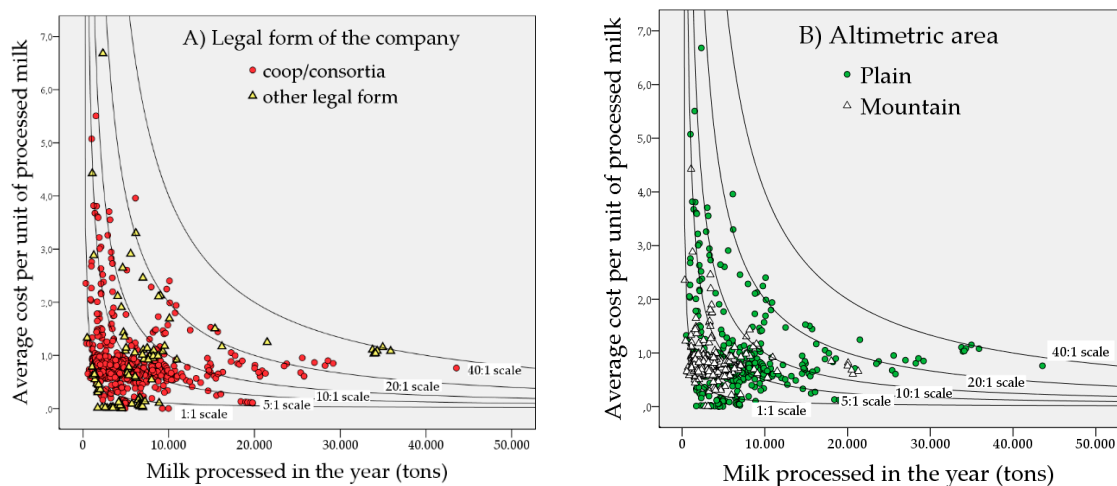 A) Legal form of the company
coop/consortia
other legal form
Average cost per unit of processed milk
7,0
6,0
5,0
4,0
3,0
2,0
1,0
,0
40:1 scale
20:1 scale
10:1 scale
5:1 scale
1:1 scale
0
10.000
20.000
30.000
40.000
50.000
Milk processed in the year (tons)
B) Altimetric area
Plain
Mountain
Average cost per unit of processed milk
7,0
6,0
5,0
4,0
3,0
2,0
1,0
,0
40:1 scale
20:1 scale
10:1 scale
5:1 scale
1:1 scale
0
10.000
20.000
30.000
40.000
50.000
Milk processed in the year (tons)